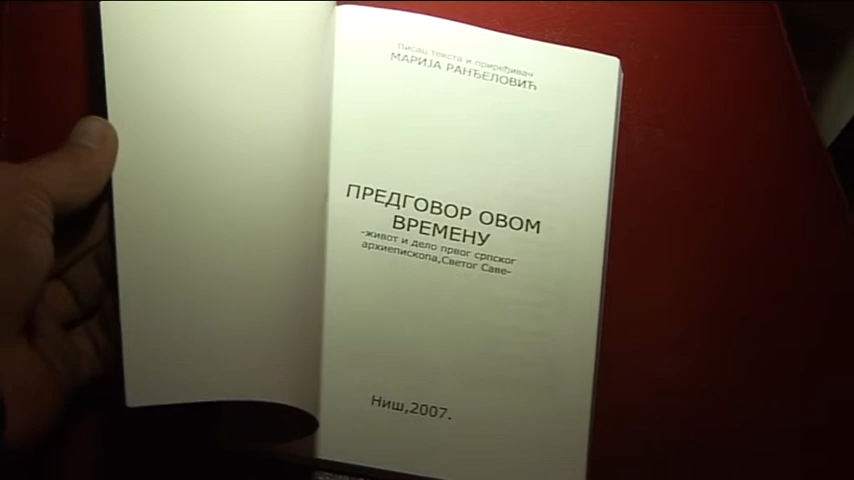 Писац текста и приређивач
МАРИЈА РАНЂЕЛОВИЋ
ПРЕДГОВОР ОВОМ
ВРЕМЕНУ
-живот и дело првог српског
архиепископа,Светог Саве-
Ниш,2007.